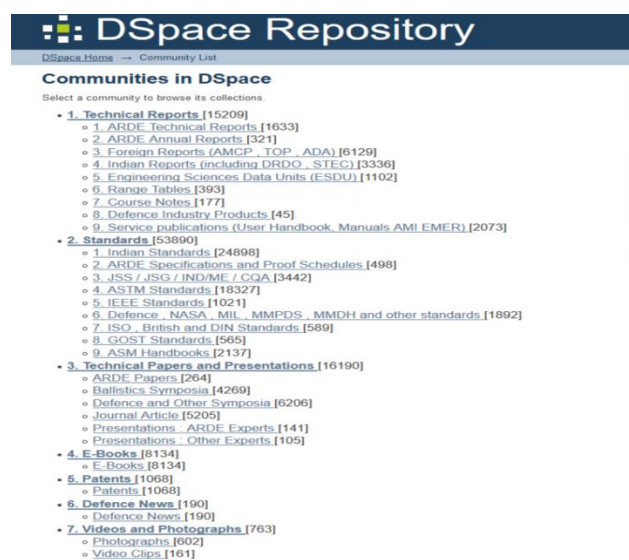 DSpace Repository
DSpace Home → Community List
Communities in DSpace
Select a community to browse its collections.
• 1. Technical Reports [15209]
○ 1. ARDE Technical Reports [1633]
○ 2. ARDE Annual Reports [321]
○ 3. Foreign Reports (AMCP , TOP , ADA) [6129]
○ 4. Indian Reports (including DRDO , STEC) [3336]
○ 5. Engineering Sciences Data Units (ESDU) [1102]
○ 6. Range Tables [393]
○ 7. Course Notes [177]
○ 8. Defence Industry Products [45]
○ 9. Service publications (User Handbook, Manuals AMI EMER) [2073]
• 2. Standards [53890]
○ 1. Indian Standards [24898]
○ 2. ARDE Specifications and Proof Schedules [498]
○ 3. JSS / JSG / IND/ME / CQA [3442]
○ 4. ASTM Standards [18327]
○ 5. IEEE Standards [1021]
○ 6. Defence , NASA , MIL , MMPDS , MMDH and other standards [1892]
○ 7. ISO , British and DIN Standards [589]
○ 8. GOST Standards [565]
○ 9. ASM Handbooks [2137]
• 3. Technical Papers and Presentations [16190]
○ ARDE Papers [264]
○ Ballistics Symposia [4269]
○ Defence and Other Symposia [6206]
○ Journal Article [5205]
○ Presentations : ARDE Experts [141]
○ Presentations : Other Experts [105]
• 4. E-Books [8134]
○ E-Books [8134]
• 5. Patents [1068]
○ Patents [1068]
• 6. Defence News [190]
○ Defence News [190]
• 7. Videos and Photographs [763]
○ Photographs [602]
○ Video Clips [161]